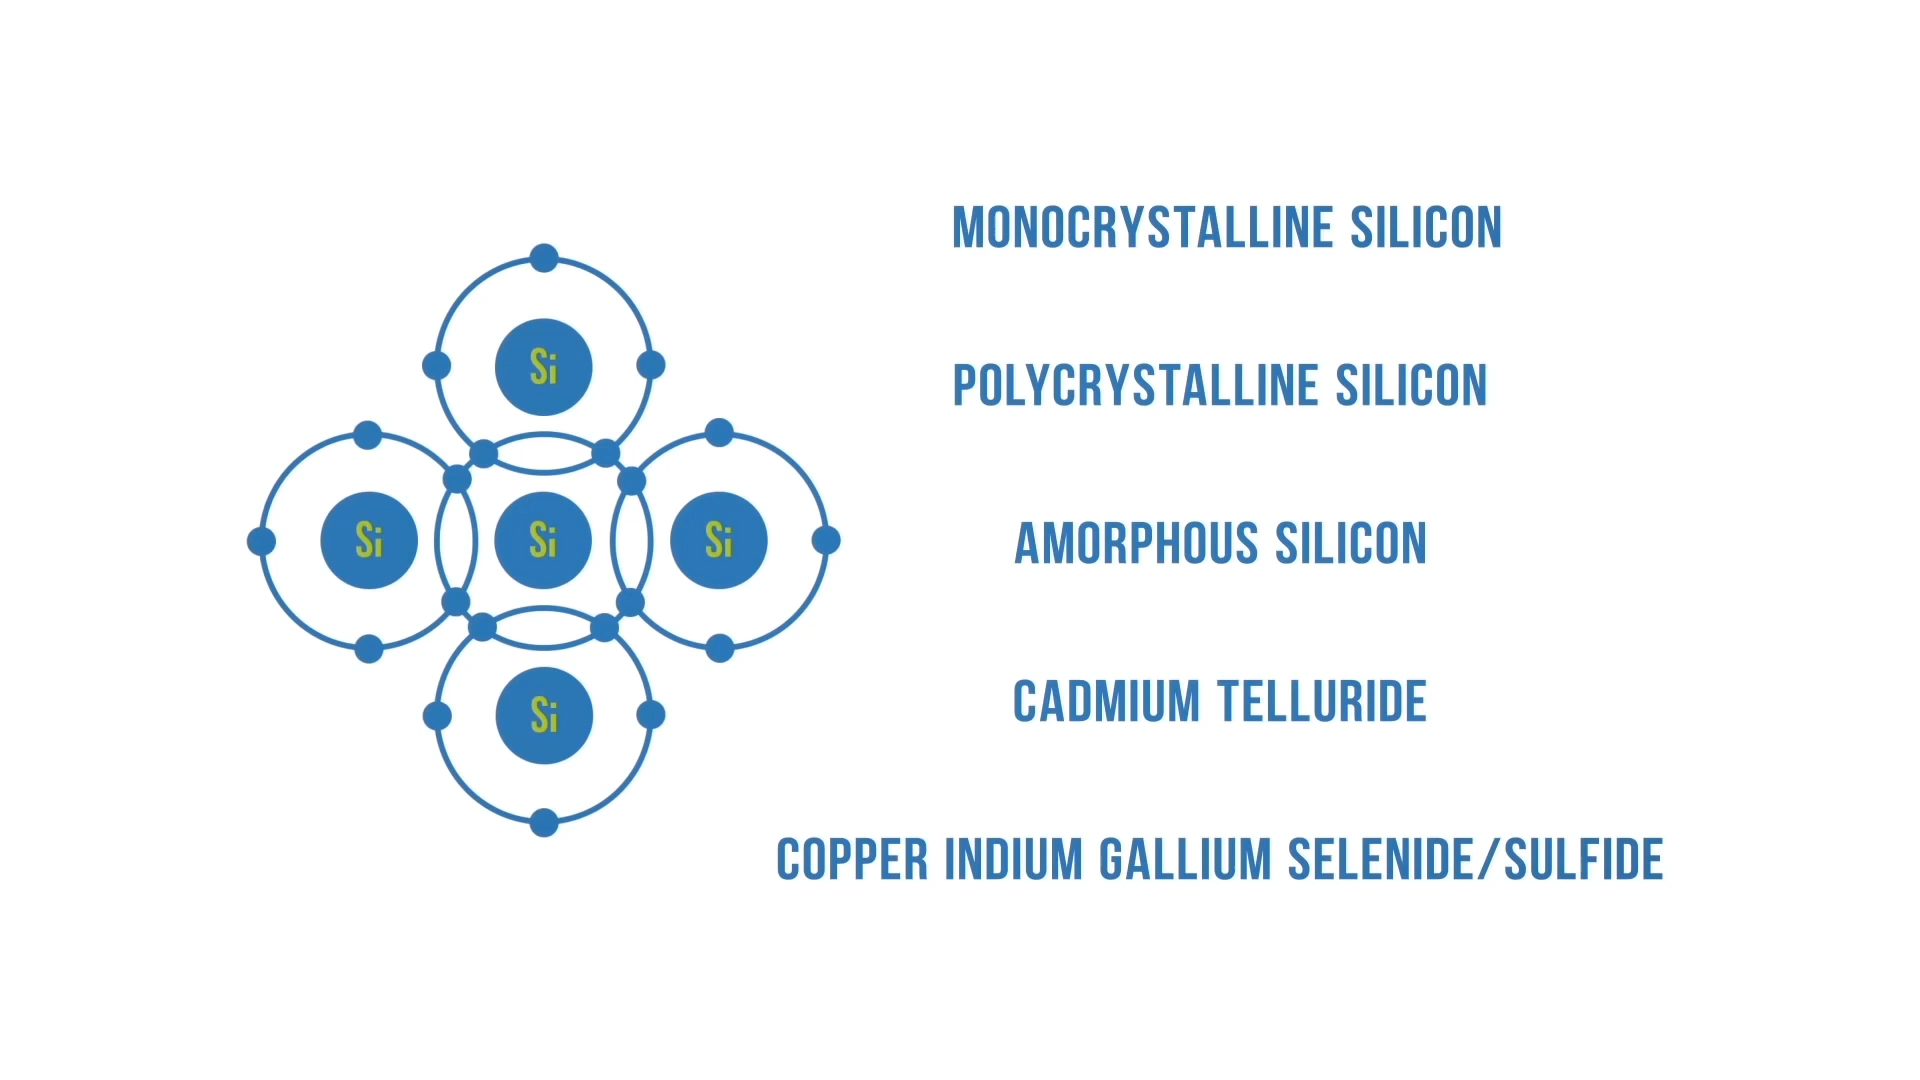 MONOCRYSTALLINE SILICON
Si
POLYCRYSTALLINE SILICON
Si Si Si
AMORPHOUS SILICON
CADMIUM TELLURIDE
Si
COPPER INDIUM GALLIUM SELENIDE/SULFIDE